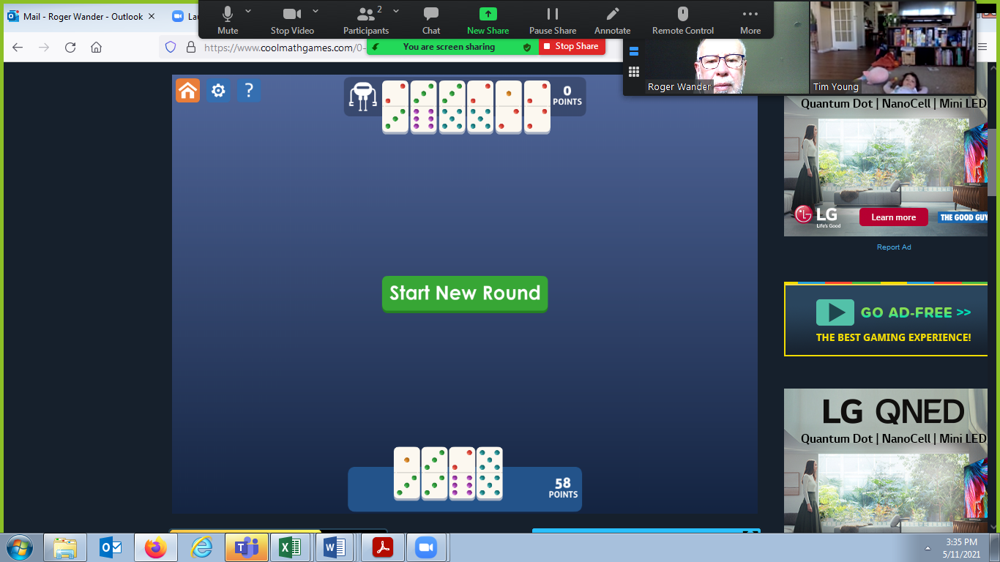 Mail - Roger Wander - Outlook
Mute
Stop Video
2
Participants
Chat
New Share
Pause Share
Annotate
Remote Control
More
https://www.coolmathgames.com/0-
You are screen sharing
Stop Share
Roger Wander
Tim Young
?
0
POINTS
Quantum Dot | NanoCell | Mini LED
LG
Life's Good
Learn more
THE GOOD GUY
Report Ad
Start New Round
GO AD-FREE >>
THE BEST GAMING EXPERIENCE!
LG QNED
Quantum Dot | NanoCell | Mini LED
58
POINTS
3:35 PM
5/11/2021